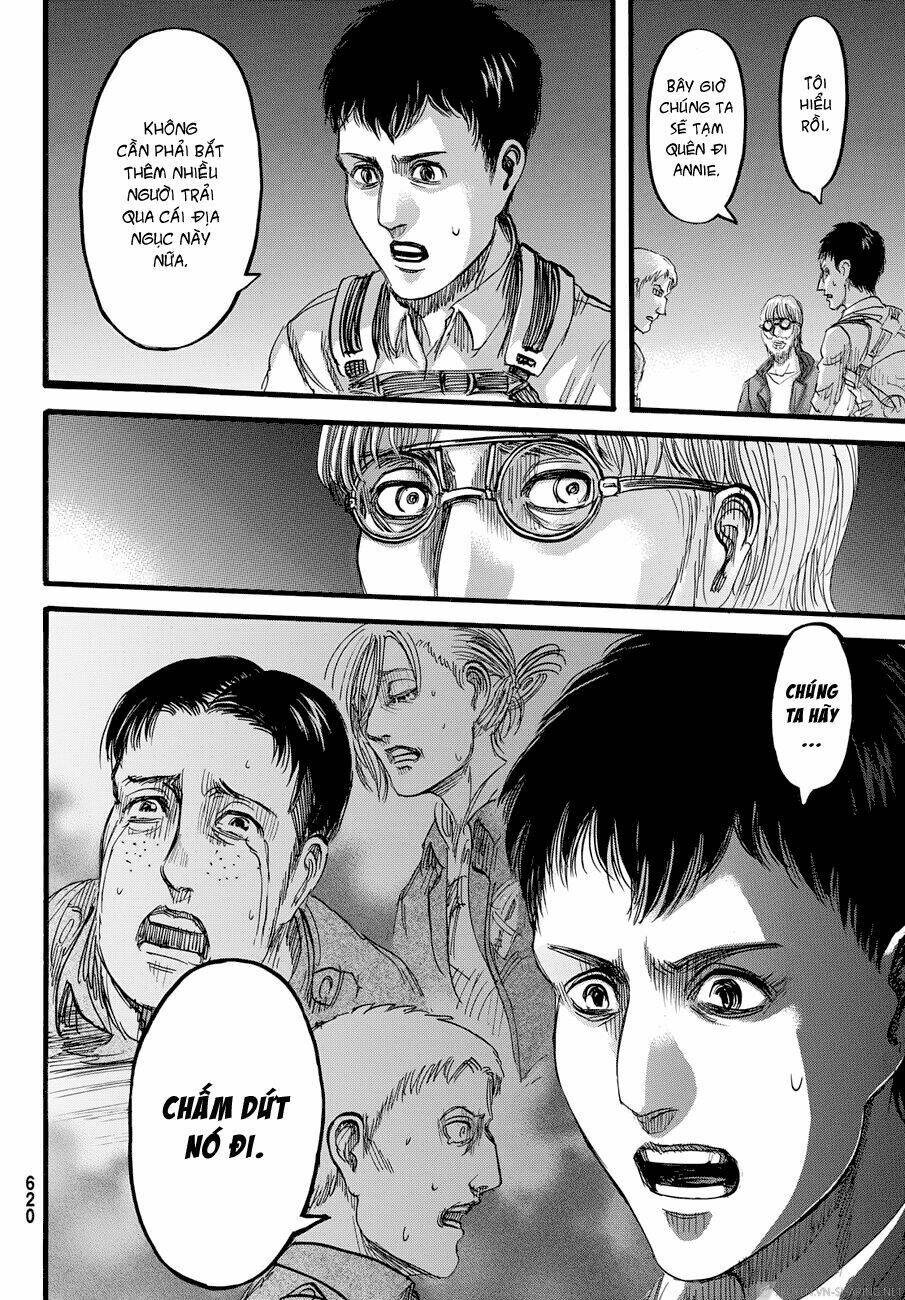 TÔI
HIỂU
RỒI.
BÂY GIỜ
CHÚNG TA
SẼ TẠM
QUÊN ĐI
ANNIE.
KHÔNG
CẦN PHẢI BẮT
THÊM NHIỀU
NGƯỜI TRẢI
QUA CÁI ĐỊA
NGỤC NÀY
NỮA.
CHÚNG
TA HÃY
...
CHẤM DỨT
NÓ ĐI.
620